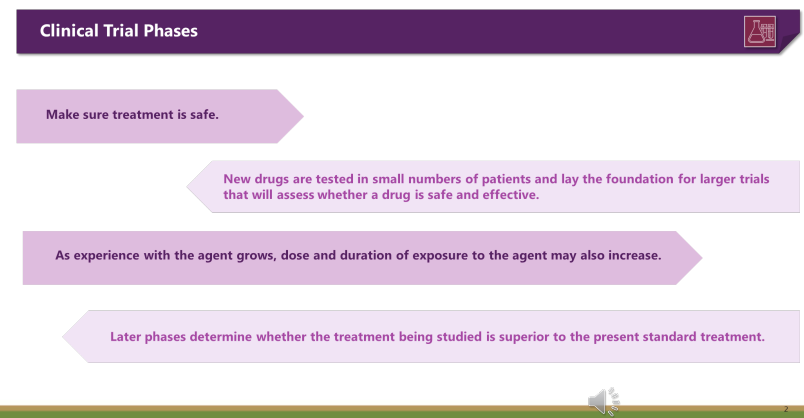 Clinical Trial Phases
Make sure treatment is safe.
New drugs are tested in small numbers of patients and lay the foundation for larger trials
that will assess whether a drug is safe and effective.
As experience with the agent grows, dose and duration of exposure to the agent may also increase.
Later phases determine whether the treatment being studied is superior to the present standard treatment.
2